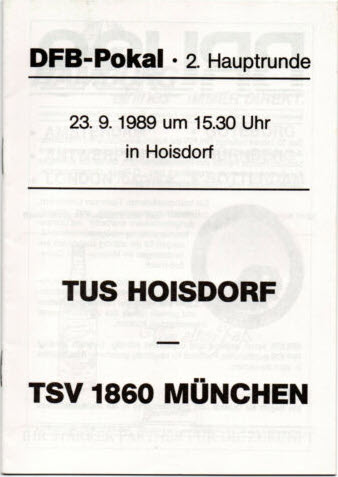 DFB-Pokal · 2. Hauptrunde
23. 9. 1989 um 15.30 Uhr
in Hoisdorf
TUS HOISDORF
—
TSV 1860 MÜNCHEN